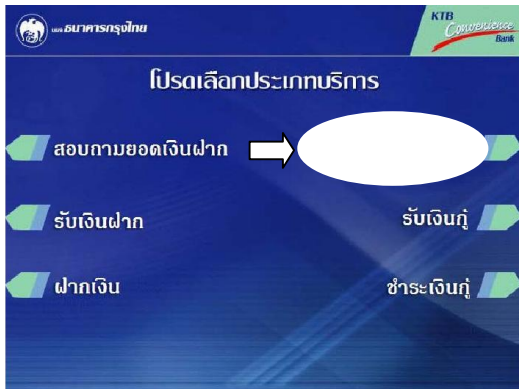 บมจ.ธนาคารกรุงไทย
KTB
Convenience
Bank
โปรดเลือกประเภทบริการ
สอบถามยอดเงินฝาก
รับเงินฝาก
รับเงินกู้
ฝากเงิน
ชำระเงินกู้